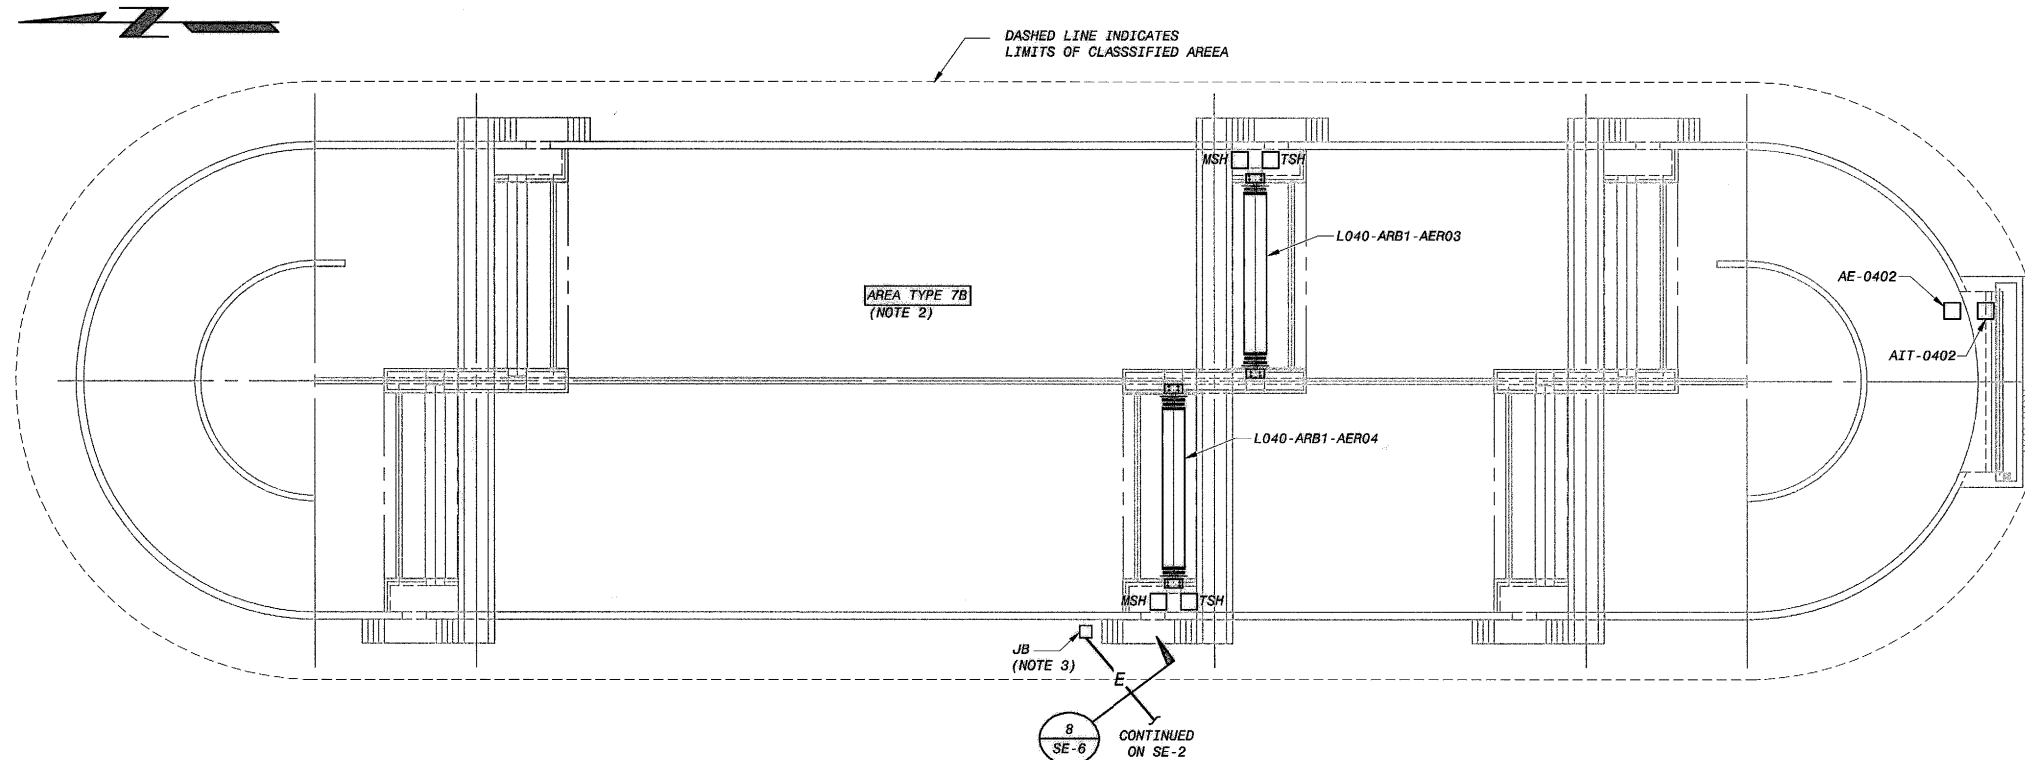 DASHED LINE INDICATES
LIMITS OF CLASSSIFIED AREEA
MSH
TSH
L040-ARB1-AER03
AE-0402
AREA TYPE 7B
(NOTE 2)
AIT-0402
L040-ARB1-AER04
MSH
TSH
JB
(NOTE 3)
E
8
SE-6
CONTINUED
ON SE-2